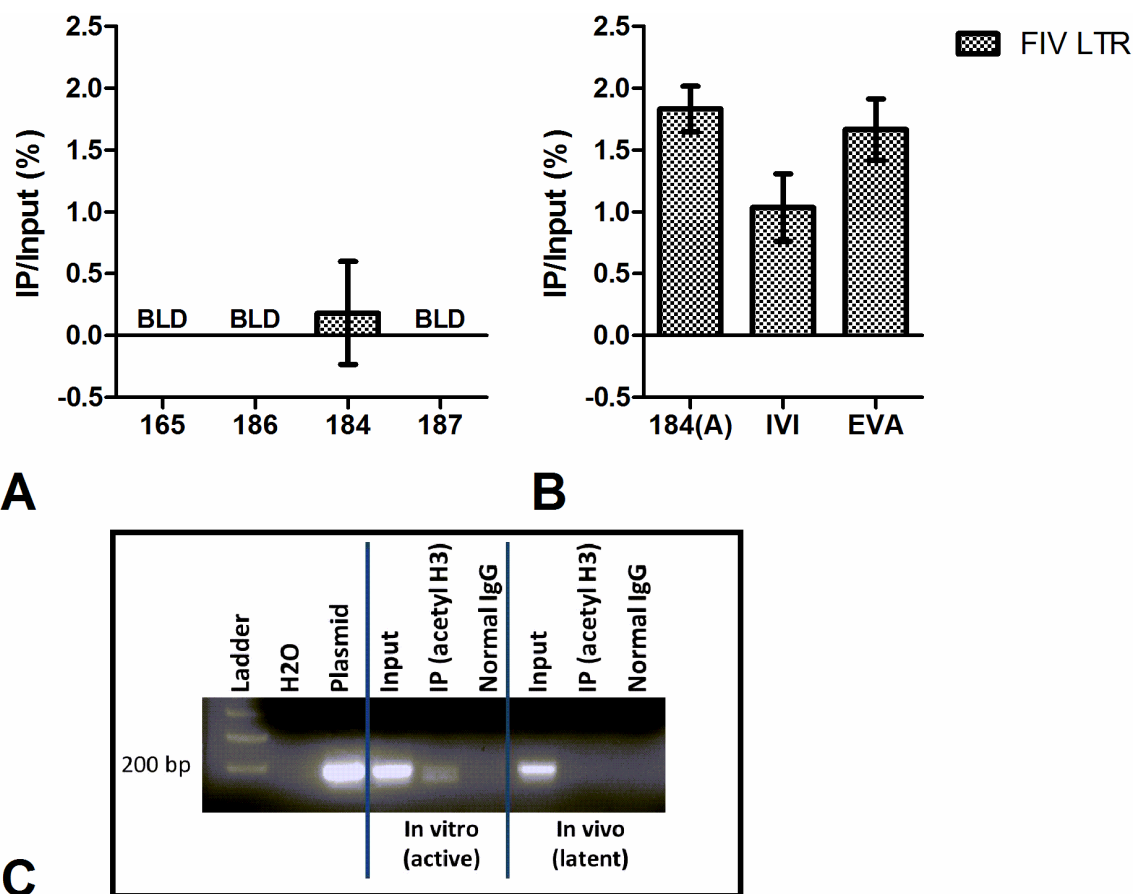 2.5
2.0
1.5
1.0
0.5
0.0
-0.5
IP/Input (%)
BLD BLD BLD
165 186 184 187
A
2.5
2.0
1.5
1.0
0.5
0.0
-0.5
IP/Input (%)
184(A) IVI EVA
FIV LTR
B
Ladder
H2O
Plasmid
Input
IP (acetyl H3)
Normal IgG
Input
IP (acetyl H3)
Normal IgG
200 bp
In vitro
(active)
In vivo
(latent)
C